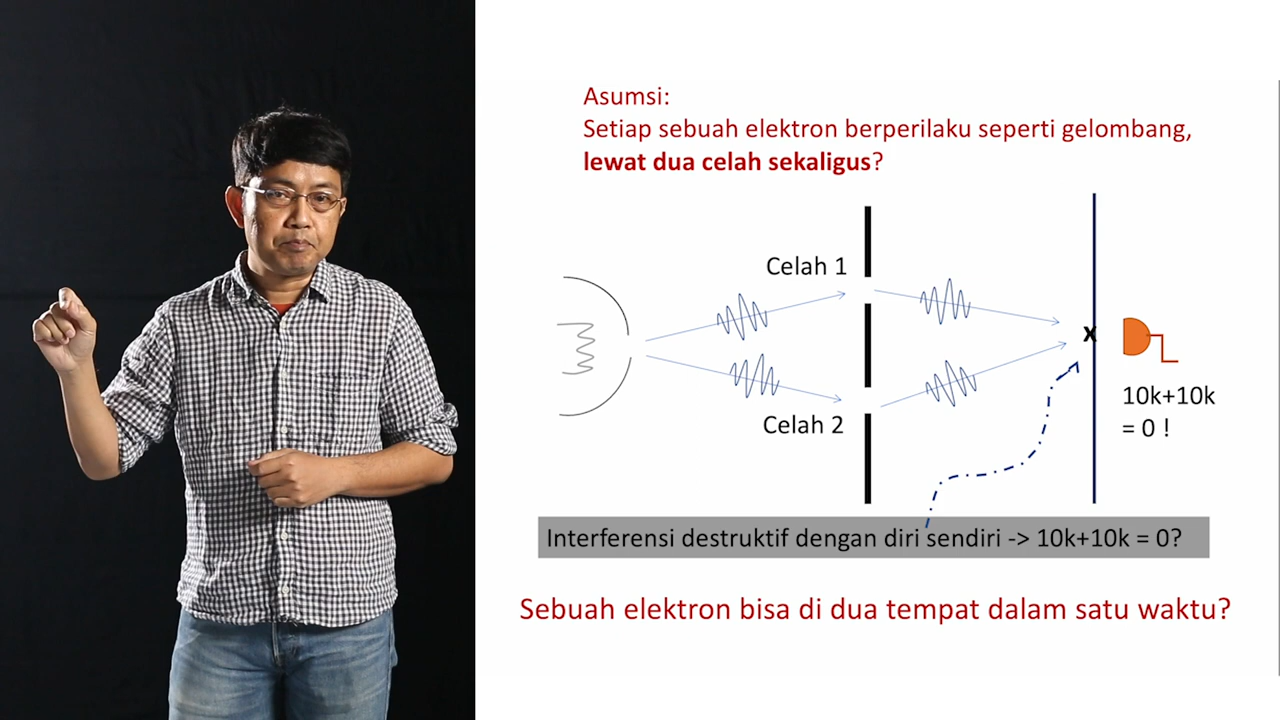 Asumsi:
Setiap sebuah elektron berperilaku seperti gelombang,
lewat dua celah sekaligus?
Celah 1
X
10k+10k
= 0 !
Celah 2
Interferensi destruktif dengan diri sendiri -> 10k+10k = 0?
Sebuah elektron bisa di dua tempat dalam satu waktu?